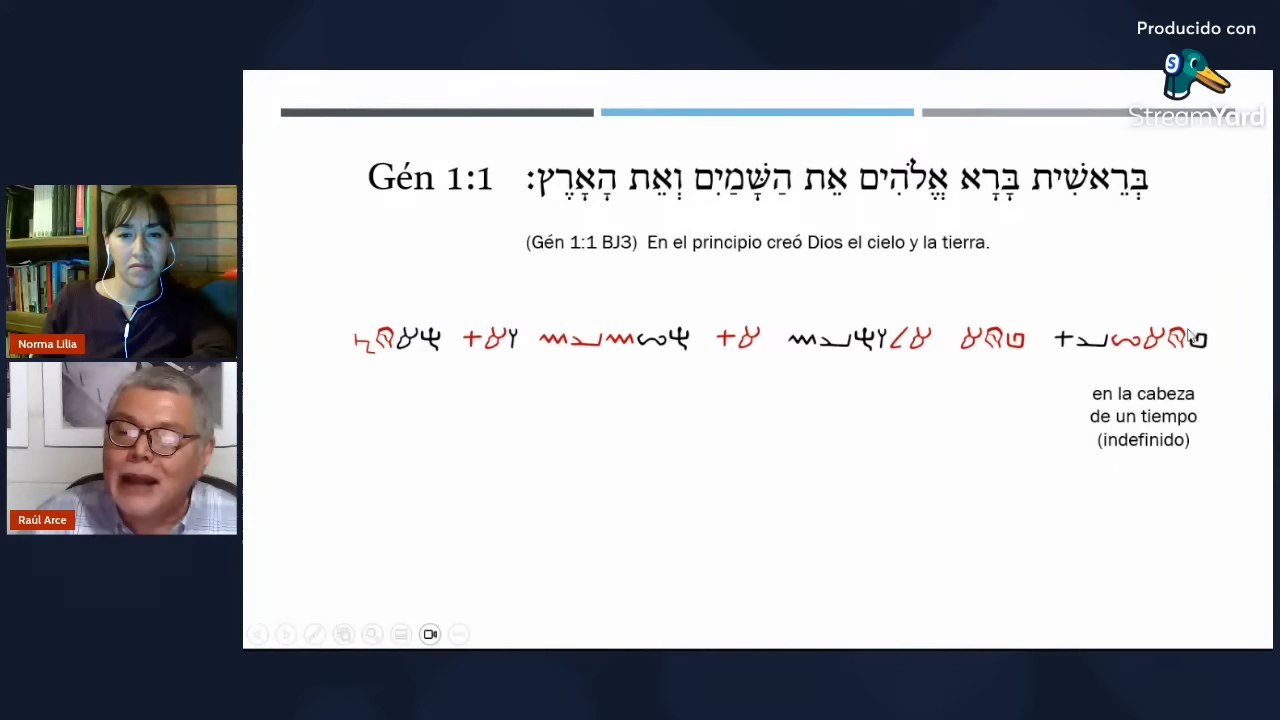 Producido con
StreamYard
Gén 1:1 בְּרֵאשִׁית בָּרָא אֱלֹהִים אֵת הַשָּׁמַיִם וְאֵת הָאָרֶץ׃
(Gén 1:1 BJ3) En el principio creó Dios el cielo y la tierra.
en la cabeza
de un tiempo
(indefinido)
Norma Lilia
Raúl Arce